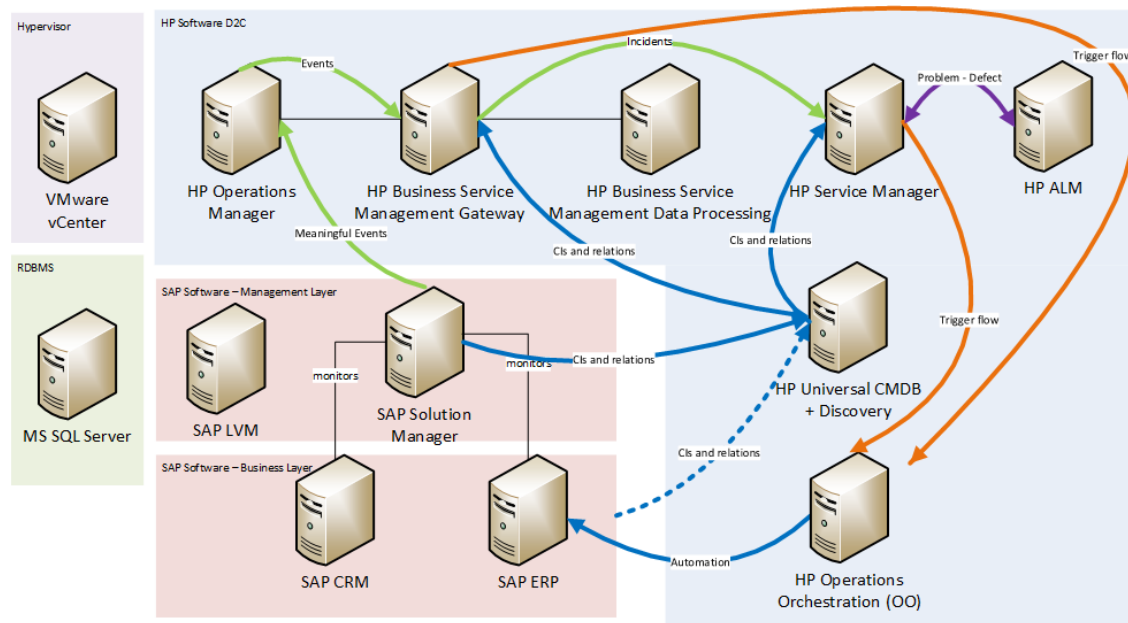 Hypervisor
HP Software D2C
Events
Incidents
Trigger flow
Problem - Defect
VMware
vCenter
HP Operations
Manager
HP Business Service
Management Gateway
HP Business Service
Management Data Processing
HP Service Manager
HP ALM
Meaningful Events
CIs and relations
CIs and relations
RDBMS
SAP Software – Management Layer
MS SQL Server
SAP LVM
monitors
SAP Solution
Manager
monitors
CIs and relations
Trigger flow
HP Universal CMDB
+ Discovery
SAP Software – Business Layer
CIs and relations
SAP CRM
SAP ERP
Automation
HP Operations
Orchestration (OO)